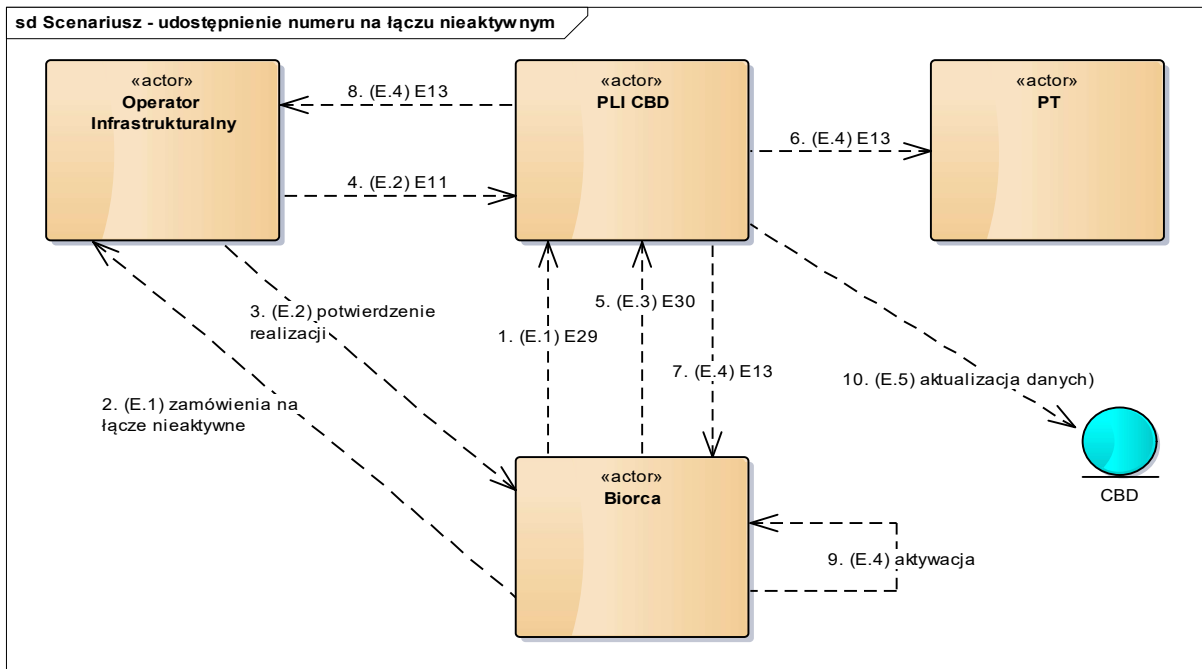 sd Scenariusz - udostępnienie numeru na łączu nieaktywnym
«actor»
Operator
Infrastrukturalny
«actor»
PLI CBD
«actor»
PT
8. (E.4) E13
6. (E.4) E13
4. (E.2) E11
3. (E.2) potwierdzenie
realizacji
1. (E.1) E29
5. (E.3) E30
7. (E.4) E13
2. (E.1) zamówienia na
łącze nieaktywne
10. (E.5) aktualizacja danych)
CBD
«actor»
Biorca
9. (E.4) aktywacja